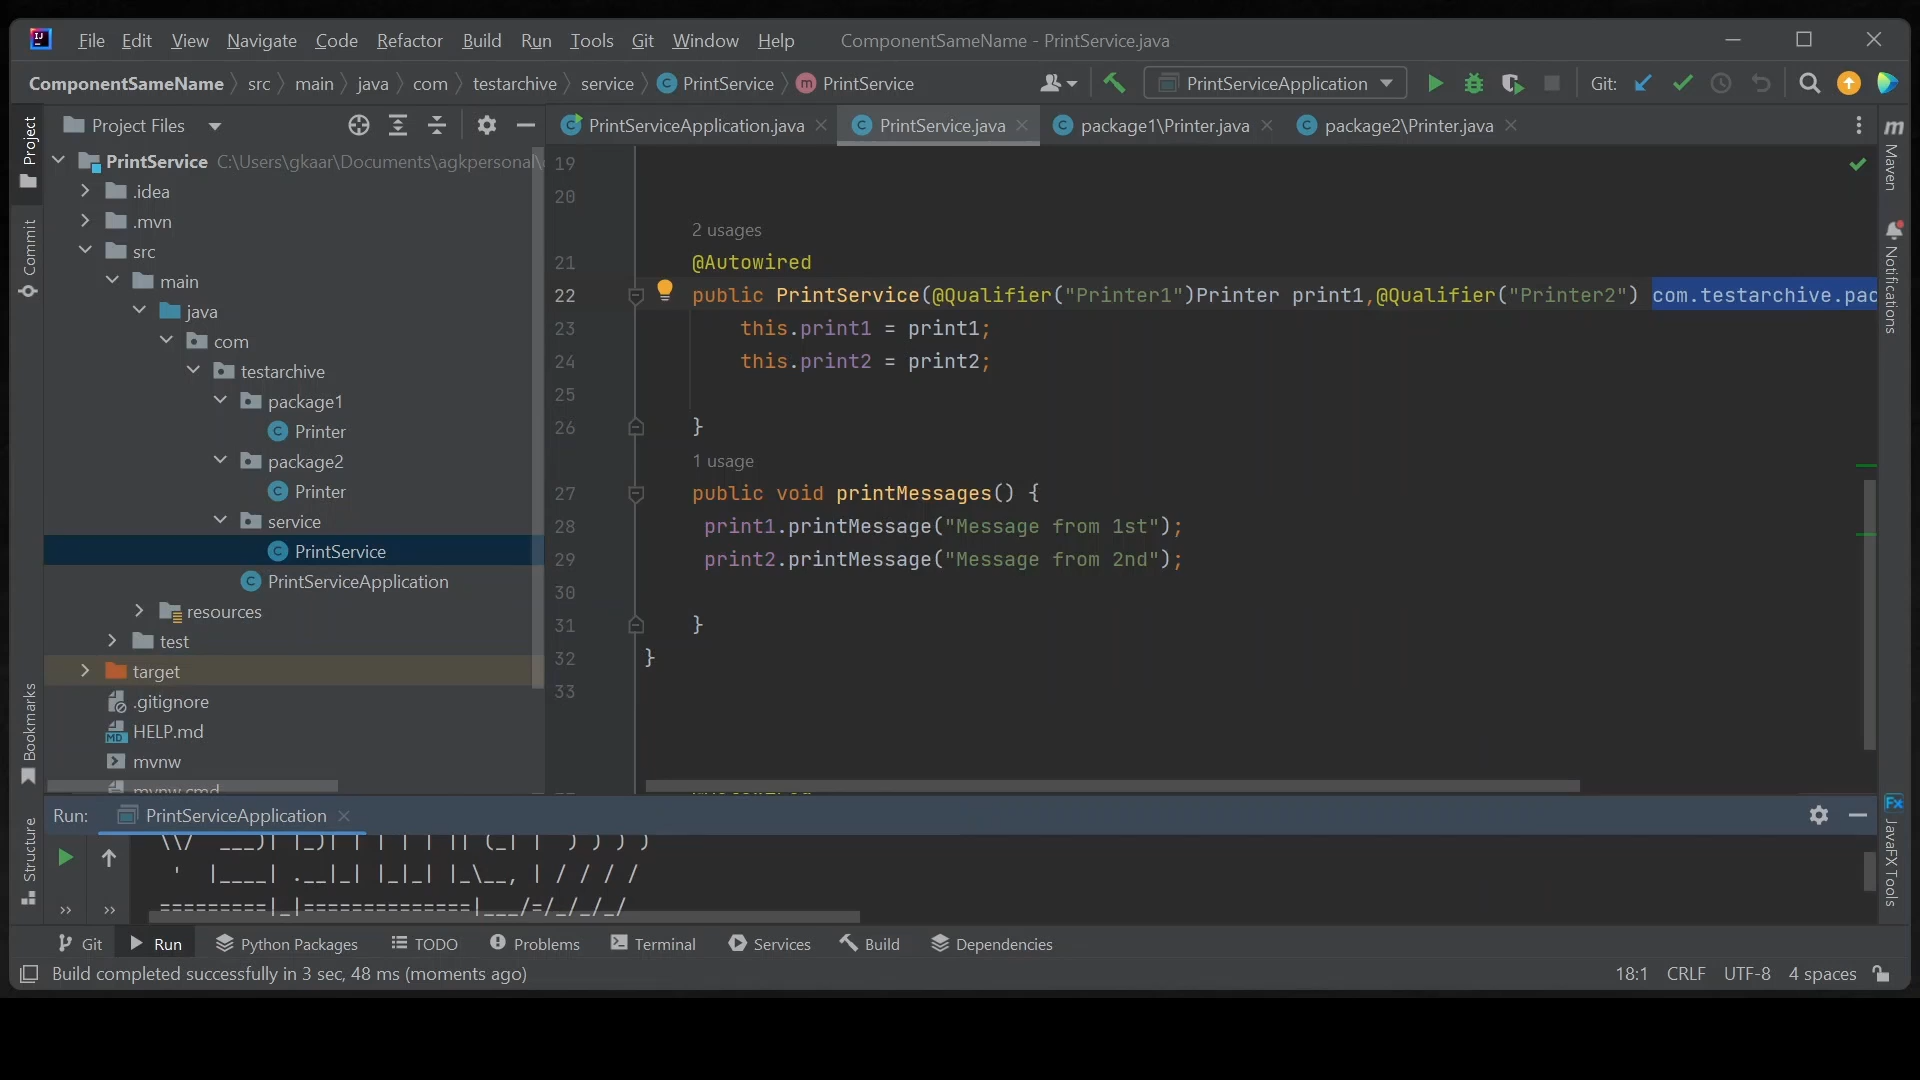 File Edit View Navigate Code Refactor Build Run Tools Git Window Help ComponentSameName - PrintService.java
ComponentSameName src main java com testarchive service PrintService PrintService PrintServiceApplication Git:
Project Files PrintServiceApplication.java PrintService.java package1\Printer.java package2\Printer.java
Project
Commit
Bookmarks
Structure
PrintService C:\Users\gkaar\Documents\agkpersonal\
.idea
.mvn
src
main
java
com
testarchive
package1
Printer
package2
Printer
service
PrintService
PrintServiceApplication
resources
test
target
.gitignore
HELP.md
mvnw
mvnw.cmd
19
20
2 usages
21 @Autowired
22 public PrintService(@Qualifier("Printer1")Printer print1,@Qualifier("Printer2") com.testarchive.pac
23 this.print1 = print1;
24 this.print2 = print2;
25
26 }
1 usage
27 public void printMessages() {
28 print1.printMessage("Message from 1st");
29 print2.printMessage("Message from 2nd");
30
31 }
32 }
33
Maven
Notifications
JavaFX Tools
Run: PrintServiceApplication
\\/ ___)| |_)| | | | | || (_| | ) ) ) )
' |____| .__|_| |_|_| |_\__, | / / / /
=========|_|==============|___/=/_/_/_/
Git Run Python Packages TODO Problems Terminal Services Build Dependencies
Build completed successfully in 3 sec, 48 ms (moments ago) 18:1 CRLF UTF-8 4 spaces